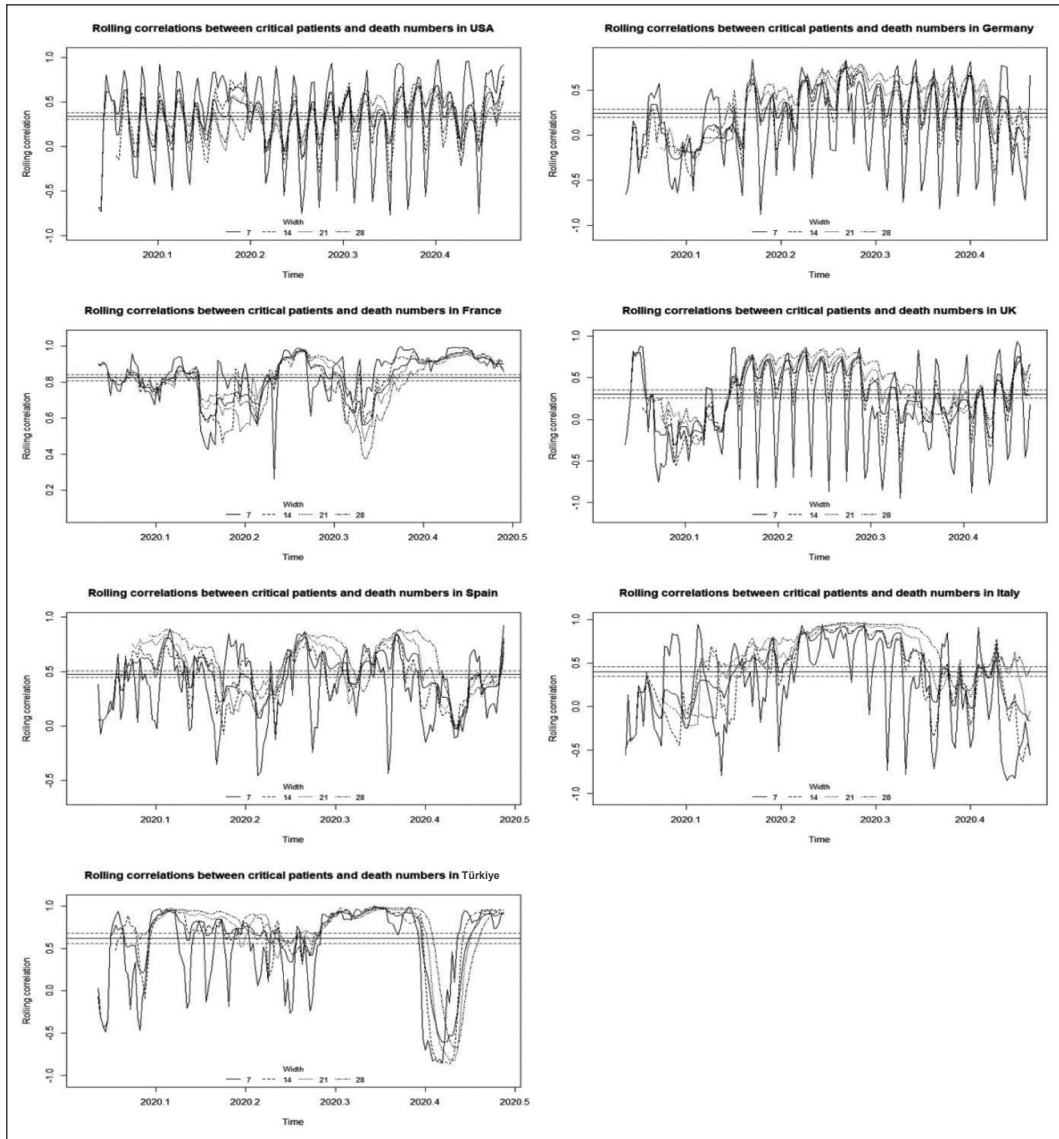 Rolling correlations between critical patients and death numbers in USA
Rolling correlation
1.0
0.5
0.0
-0.5
-1.0
Width
7 14 21 28
2020.1 2020.2 2020.3 2020.4
Time
Rolling correlations between critical patients and death numbers in Germany
Rolling correlation
0.5
0.0
-0.5
-1.0
Width
7 14 21 28
2020.1 2020.2 2020.3 2020.4
Time
Rolling correlations between critical patients and death numbers in France
Rolling correlation
1.0
0.8
0.6
0.4
0.2
Width
7 14 21 28
2020.1 2020.2 2020.3 2020.4 2020.5
Time
Rolling correlations between critical patients and death numbers in UK
Rolling correlation
1.0
0.5
0.0
-0.5
-1.0
Width
7 14 21 28
2020.1 2020.2 2020.3 2020.4
Time
Rolling correlations between critical patients and death numbers in Spain
Rolling correlation
1.0
0.5
0.0
-0.5
Width
7 14 21 28
2020.1 2020.2 2020.3 2020.4 2020.5
Time
Rolling correlations between critical patients and death numbers in Italy
Rolling correlation
1.0
0.5
0.0
-0.5
-1.0
Width
7 14 21 28
2020.1 2020.2 2020.3 2020.4
Time
Rolling correlations between critical patients and death numbers in Türkiye
Rolling correlation
1.0
0.5
0.0
-0.5
-1.0
Width
7 14 21 28
2020.1 2020.2 2020.3 2020.4 2020.5
Time